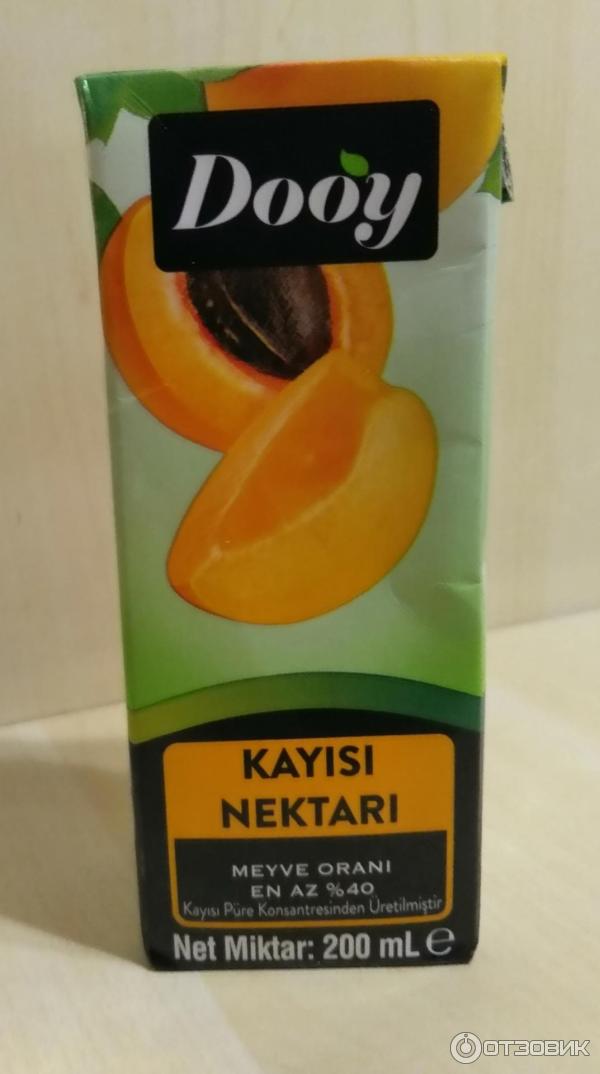 Dooy
KAYISI
NEKTARI
MEYVE ORANI
EN AZ %40
Kayısı Püre Konsantresinden Üretilmiştir
Net Miktar: 200 mL ℮
ОТЗОВИК